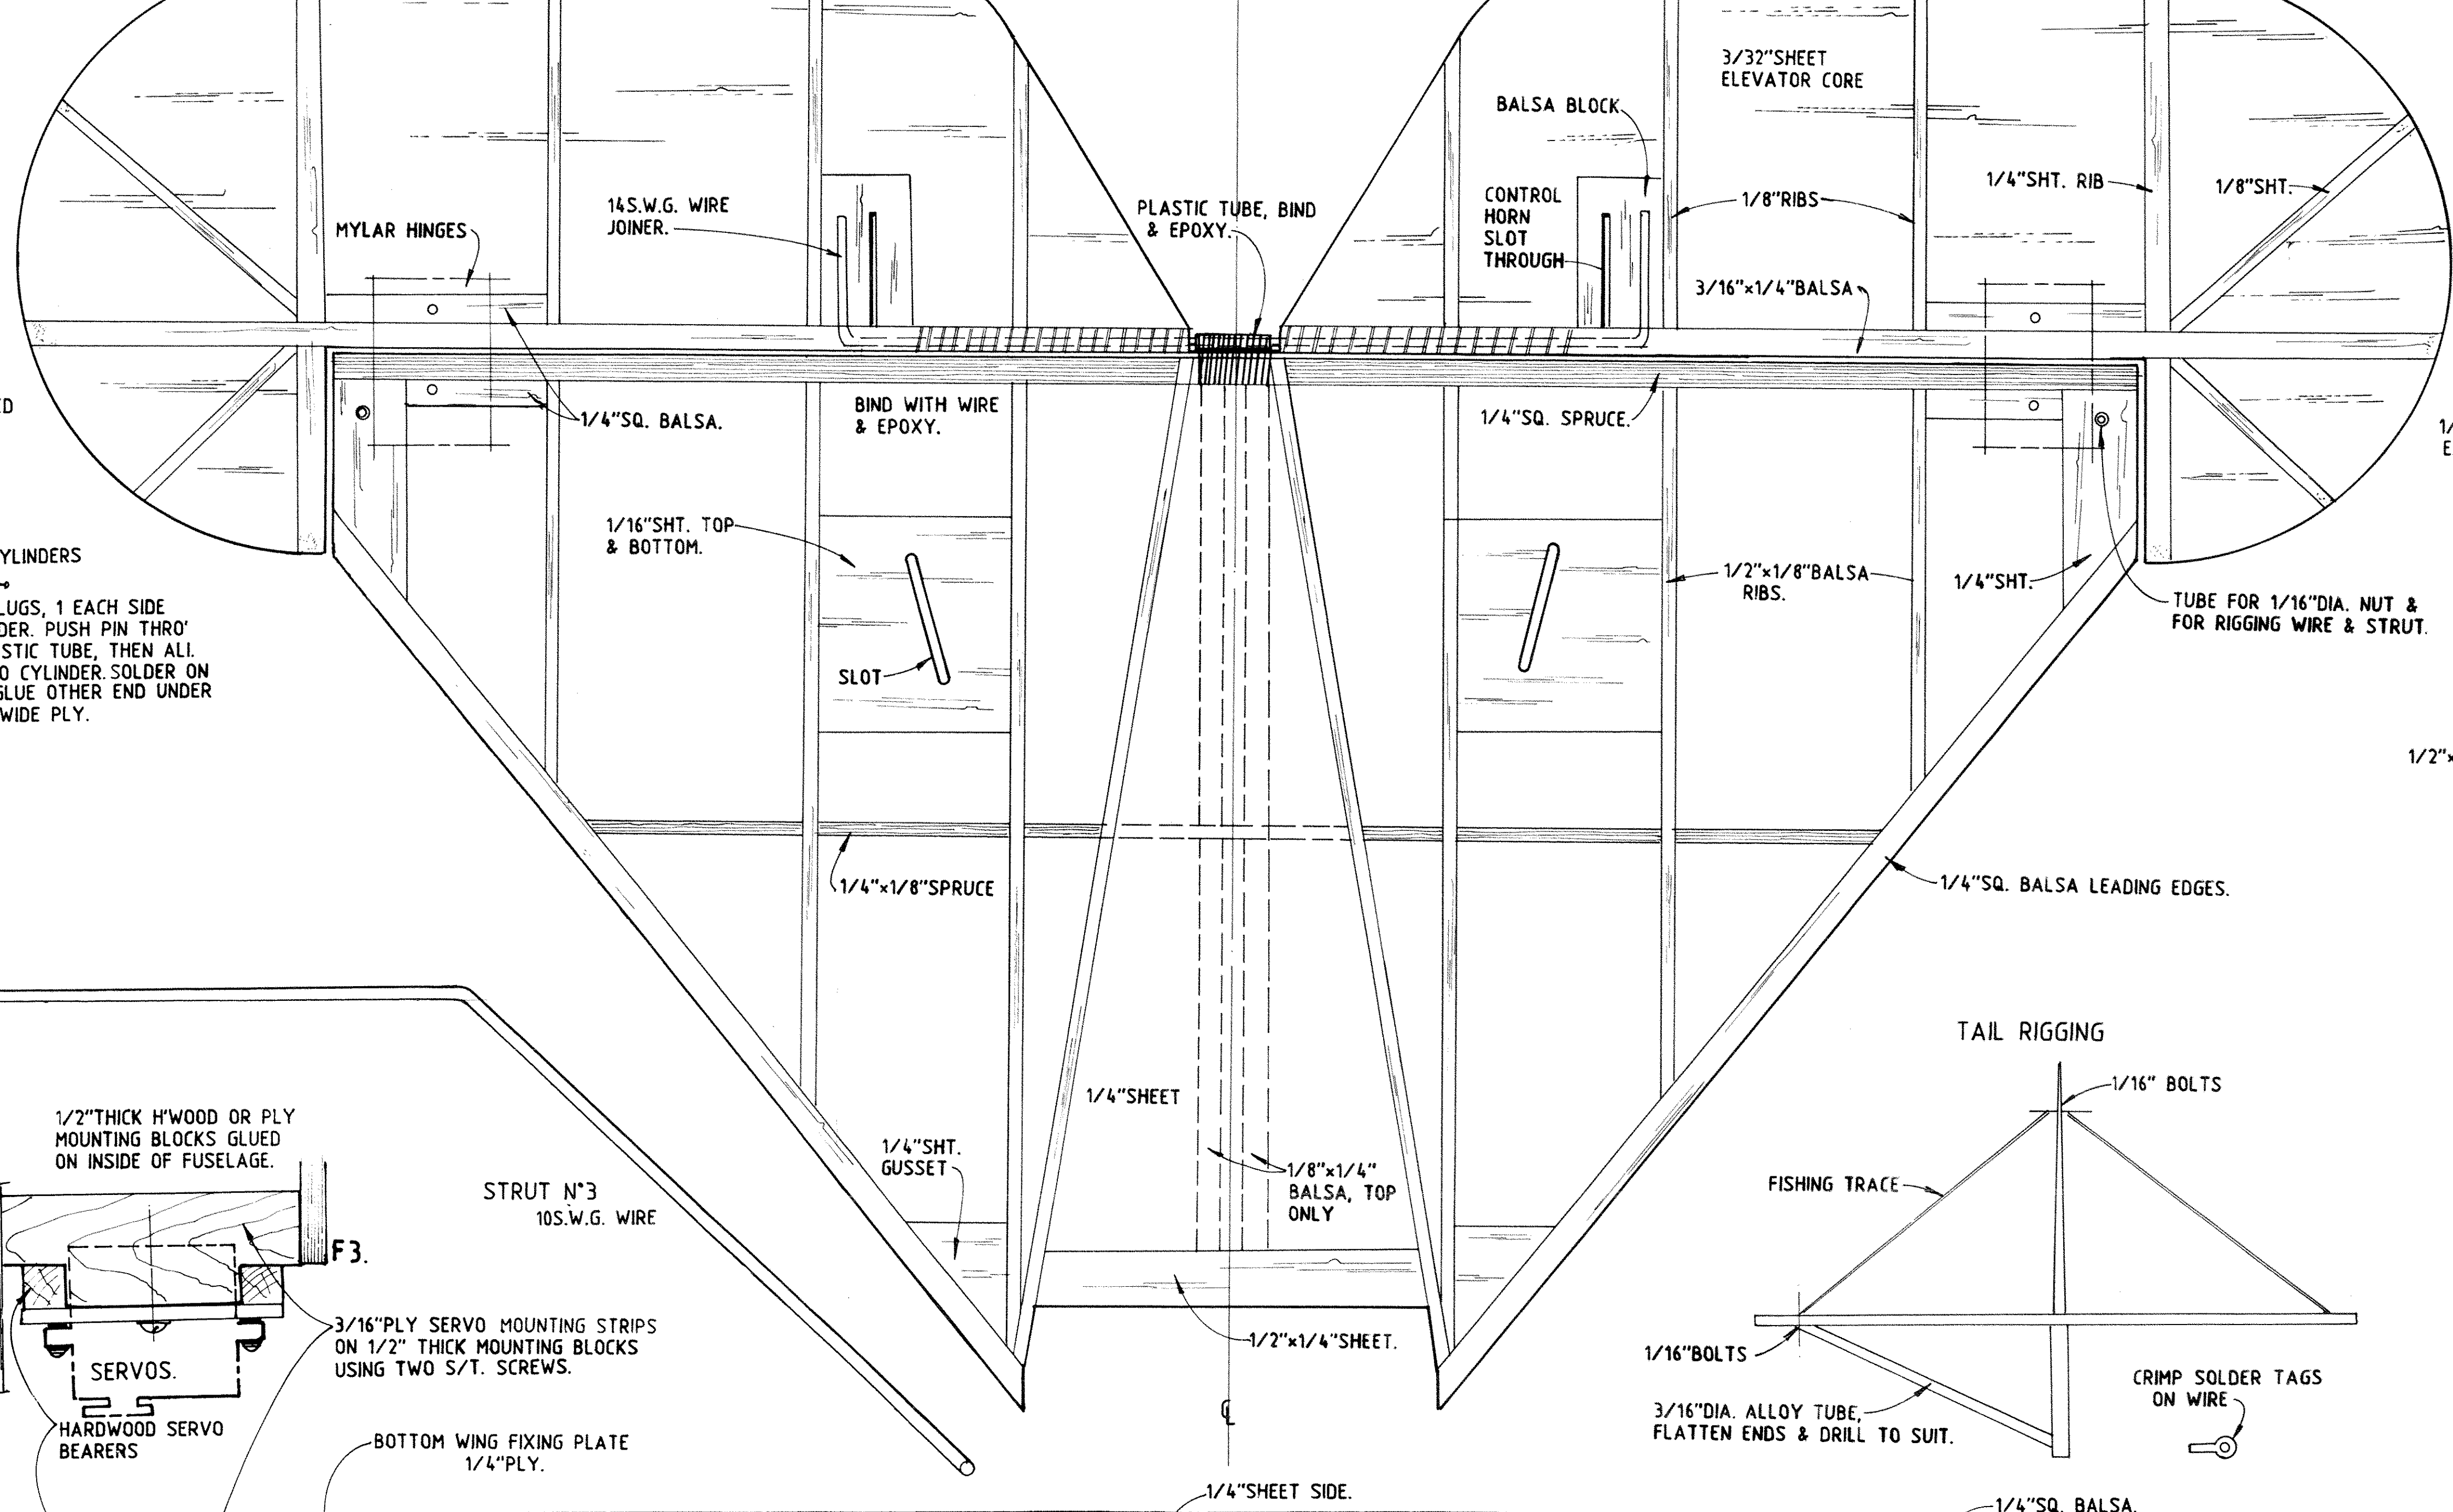 3/32"SHEET
ELEVATOR CORE
BALSA BLOCK
CONTROL
HORN
SLOT
THROUGH
1/8"RIBS
1/4"SHT. RIB
1/8"SHT.
3/16"×1/4"BALSA
MYLAR HINGES
14S.W.G. WIRE
JOINER.
PLASTIC TUBE, BIND
& EPOXY.
1/4"SQ. BALSA.
BIND WITH WIRE
& EPOXY.
1/4"SQ. SPRUCE.
1/16"SHT. TOP
& BOTTOM.
SLOT
1/2"×1/8"BALSA
RIBS.
1/4"SHT.
TUBE FOR 1/16"DIA. NUT &
FOR RIGGING WIRE & STRUT.
YLINDERS
LUGS, 1 EACH SIDE
DER. PUSH PIN THRO'
STIC TUBE, THEN ALI.
O CYLINDER. SOLDER ON
GLUE OTHER END UNDER
WIDE PLY.
1/2"×
1/4"×1/8"SPRUCE
1/4"SQ. BALSA LEADING EDGES.
1/4"SHEET
1/4"SHT.
GUSSET
1/8"×1/4"
BALSA, TOP
ONLY
1/2"×1/4"SHEET.
1/2"THICK H'WOOD OR PLY
MOUNTING BLOCKS GLUED
ON INSIDE OF FUSELAGE.
STRUT N°3
10S.W.G. WIRE
F3.
3/16"PLY SERVO MOUNTING STRIPS
ON 1/2" THICK MOUNTING BLOCKS
USING TWO S/T. SCREWS.
SERVOS.
HARDWOOD SERVO
BEARERS
BOTTOM WING FIXING PLATE
1/4"PLY.
TAIL RIGGING
1/16" BOLTS
FISHING TRACE
1/16"BOLTS
3/16"DIA. ALLOY TUBE,
FLATTEN ENDS & DRILL TO SUIT.
CRIMP SOLDER TAGS
ON WIRE
1/4"SHEET SIDE.
1/4"SQ. BALSA.